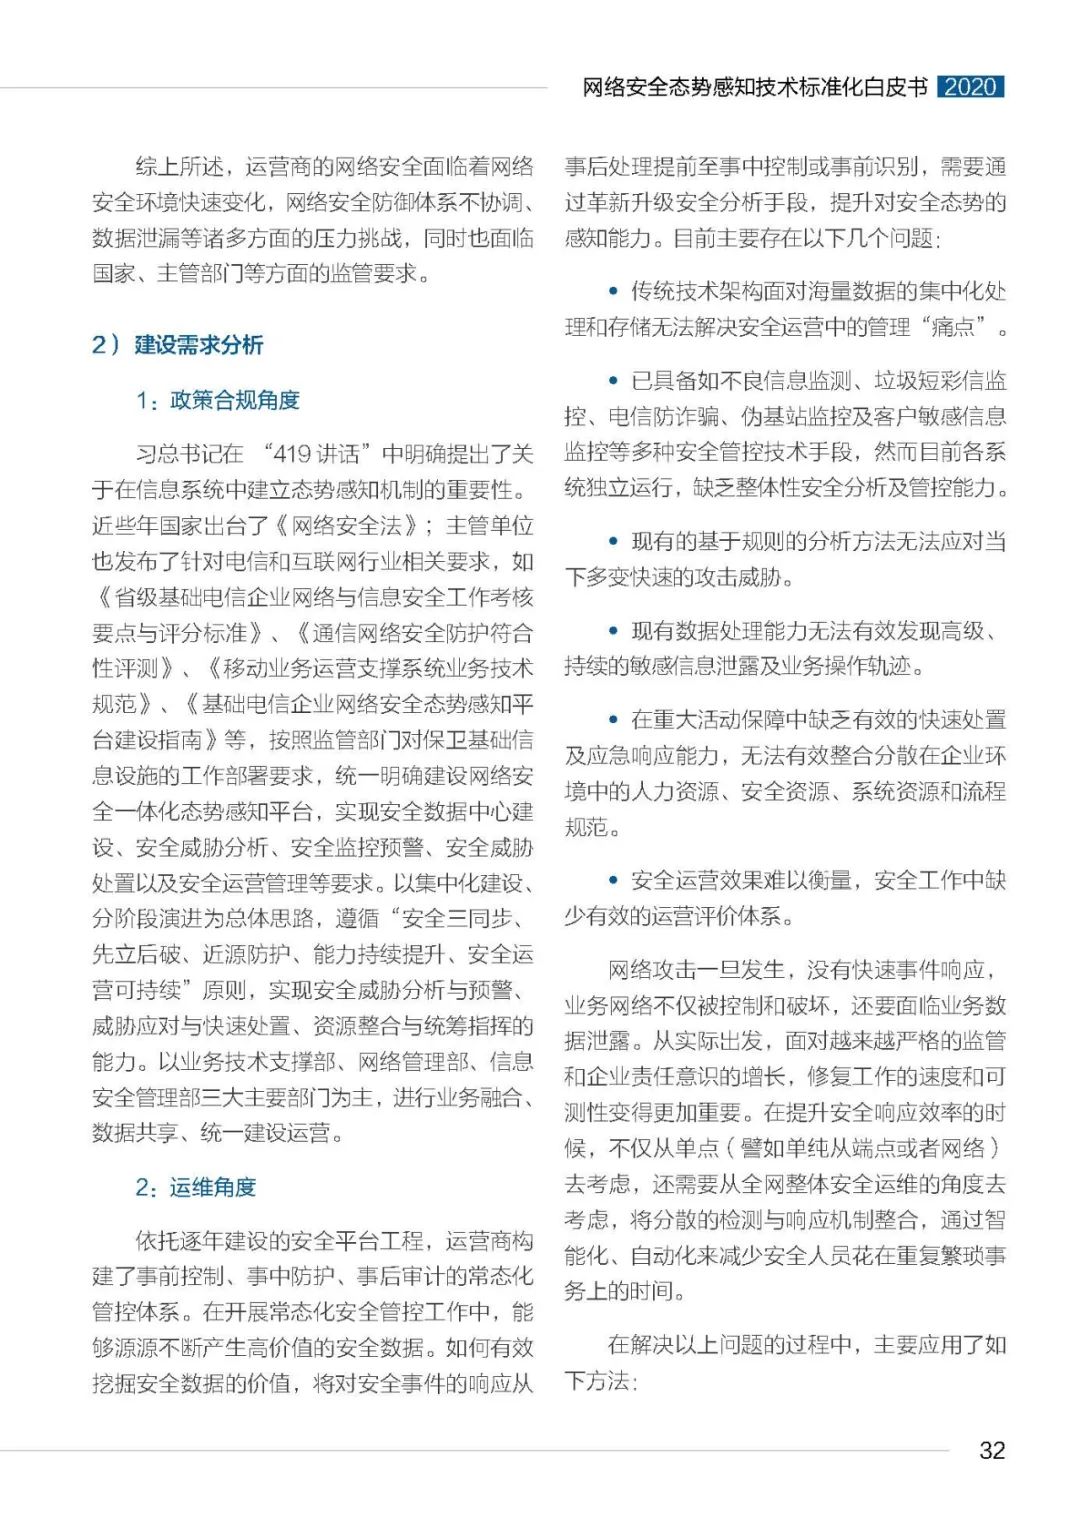 网络安全态势感知技术标准化白皮书 2020
综上所述，运营商的网络安全面临着网络
安全环境快速变化，网络安全防御体系不协调、
数据泄漏等诸多方面的压力挑战，同时也面临
国家、主管部门等方面的监管要求。
2） 建设需求分析
1：政策合规角度
习总书记在 “419 讲话”中明确提出了关
于在信息系统中建立态势感知机制的重要性。
近些年国家出台了《网络安全法》；主管单位
也发布了针对电信和互联网行业相关要求，如
《省级基础电信企业网络与信息安全工作考核
要点与评分标准》、《通信网络安全防护符合
性评测》、《移动业务运营支撑系统业务技术
规范》、《基础电信企业网络安全态势感知平
台建设指南》等，按照监管部门对保卫基础信
息设施的工作部署要求，统一明确建设网络安
全一体化态势感知平台，实现安全数据中心建
设、安全威胁分析、安全监控预警、安全威胁
处置以及安全运营管理等要求。以集中化建设、
分阶段演进为总体思路，遵循“安全三同步、
先立后破、近源防护、能力持续提升、安全运
营可持续”原则，实现安全威胁分析与预警、
威胁应对与快速处置、资源整合与统筹指挥的
能力。以业务技术支撑部、网络管理部、信息
安全管理部三大主要部门为主，进行业务融合、
数据共享、统一建设运营。
2：运维角度
依托逐年建设的安全平台工程，运营商构
建了事前控制、事中防护、事后审计的常态化
管控体系。在开展常态化安全管控工作中，能
够源源不断产生高价值的安全数据。如何有效
挖掘安全数据的价值，将对安全事件的响应从
事后处理提前至事中控制或事前识别，需要通
过革新升级安全分析手段，提升对安全态势的
感知能力。目前主要存在以下几个问题：
• 传统技术架构面对海量数据的集中化处
理和存储无法解决安全运营中的管理“痛点”。
• 已具备如不良信息监测、垃圾短彩信监
控、电信防诈骗、伪基站监控及客户敏感信息
监控等多种安全管控技术手段，然而目前各系
统独立运行，缺乏整体性安全分析及管控能力。
• 现有的基于规则的分析方法无法应对当
下多变快速的攻击威胁。
• 现有数据处理能力无法有效发现高级、
持续的敏感信息泄露及业务操作轨迹。
• 在重大活动保障中缺乏有效的快速处置
及应急响应能力，无法有效整合分散在企业环
境中的人力资源、安全资源、系统资源和流程
规范。
• 安全运营效果难以衡量，安全工作中缺
少有效的运营评价体系。
网络攻击一旦发生，没有快速事件响应，
业务网络不仅被控制和破坏，还要面临业务数
据泄露。从实际出发，面对越来越严格的监管
和企业责任意识的增长，修复工作的速度和可
测性变得更加重要。在提升安全响应效率的时
候，不仅从单点（譬如单纯从端点或者网络）
去考虑，还需要从全网整体安全运维的角度去
考虑，将分散的检测与响应机制整合，通过智
能化、自动化来减少安全人员花在重复繁琐事
务上的时间。
在解决以上问题的过程中，主要应用了如
下方法：
32